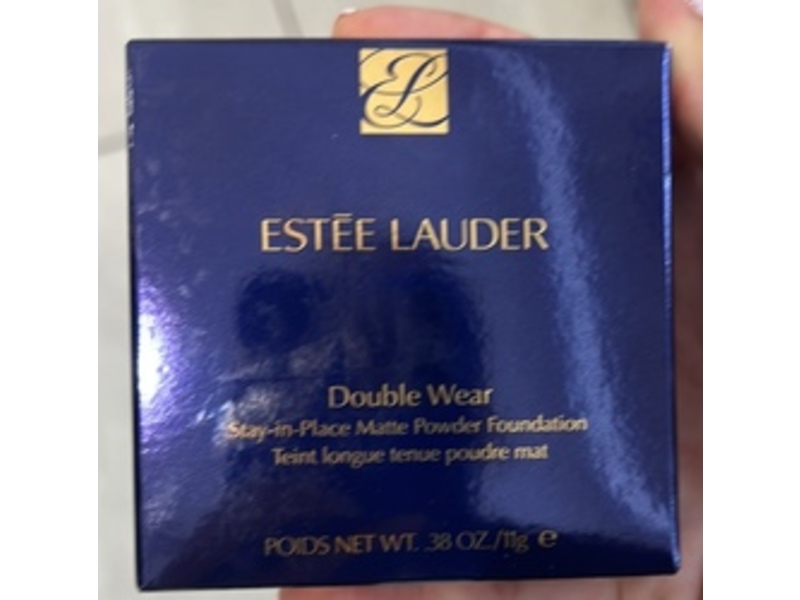 EL
ESTĒE LAUDER
Double Wear
Stay-in-Place Matte Powder Foundation
Teint longue tenue poudre mat
POIDS NET WT. .38 OZ./11g e